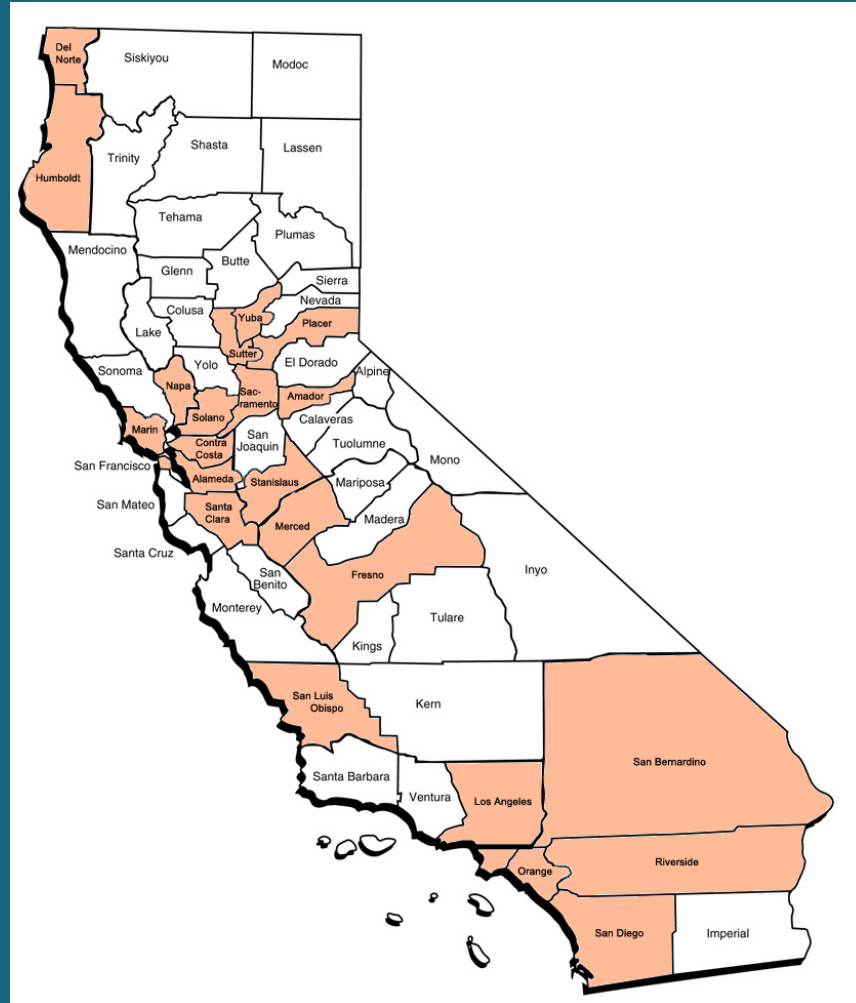 Del
Norte
Siskiyou
Modoc
Humboldt
Trinity
Shasta
Lassen
Tehama
Plumas
Mendocino
Glenn
Butte
Sierra
Nevada
Colusa
Yuba
Placer
Lake
Sutter
Yolo
El Dorado
Sonoma
Alpine
Napa
Sac-
ramento
Amador
Solano
Calaveras
Marin
San
Joaquin
Contra
Costa
Tuolumne
Mono
San Francisco
Alameda
Stanislaus
Mariposa
San Mateo
Santa
Clara
Merced
Madera
Santa Cruz
San
Benito
Fresno
Inyo
Monterey
Tulare
Kings
San Luis
Obispo
Kern
San Bernardino
Santa Barbara
Ventura
Los Angeles
Orange
Riverside
San Diego
Imperial